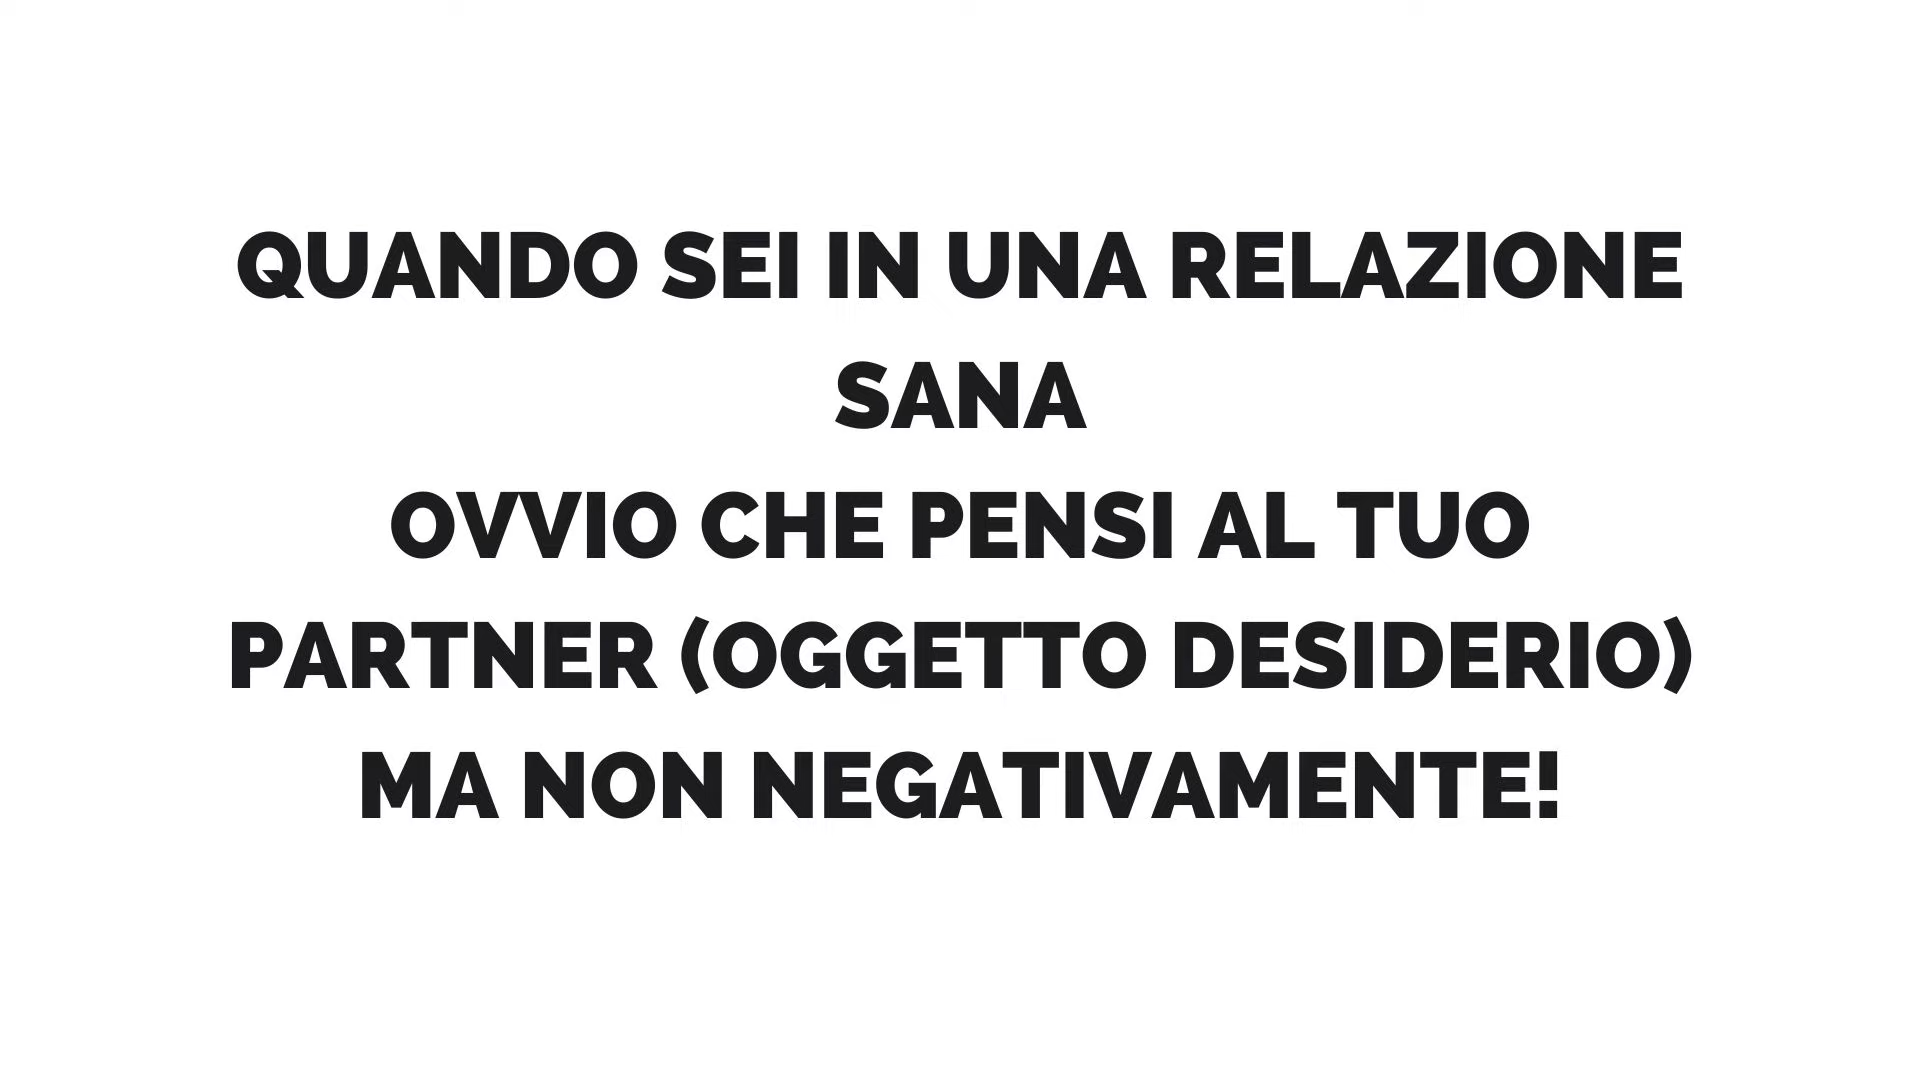 QUANDO SEI IN UNA RELAZIONE
SANA
OVVIO CHE PENSI AL TUO
PARTNER (OGGETTO DESIDERIO)
MA NON NEGATIVAMENTE!